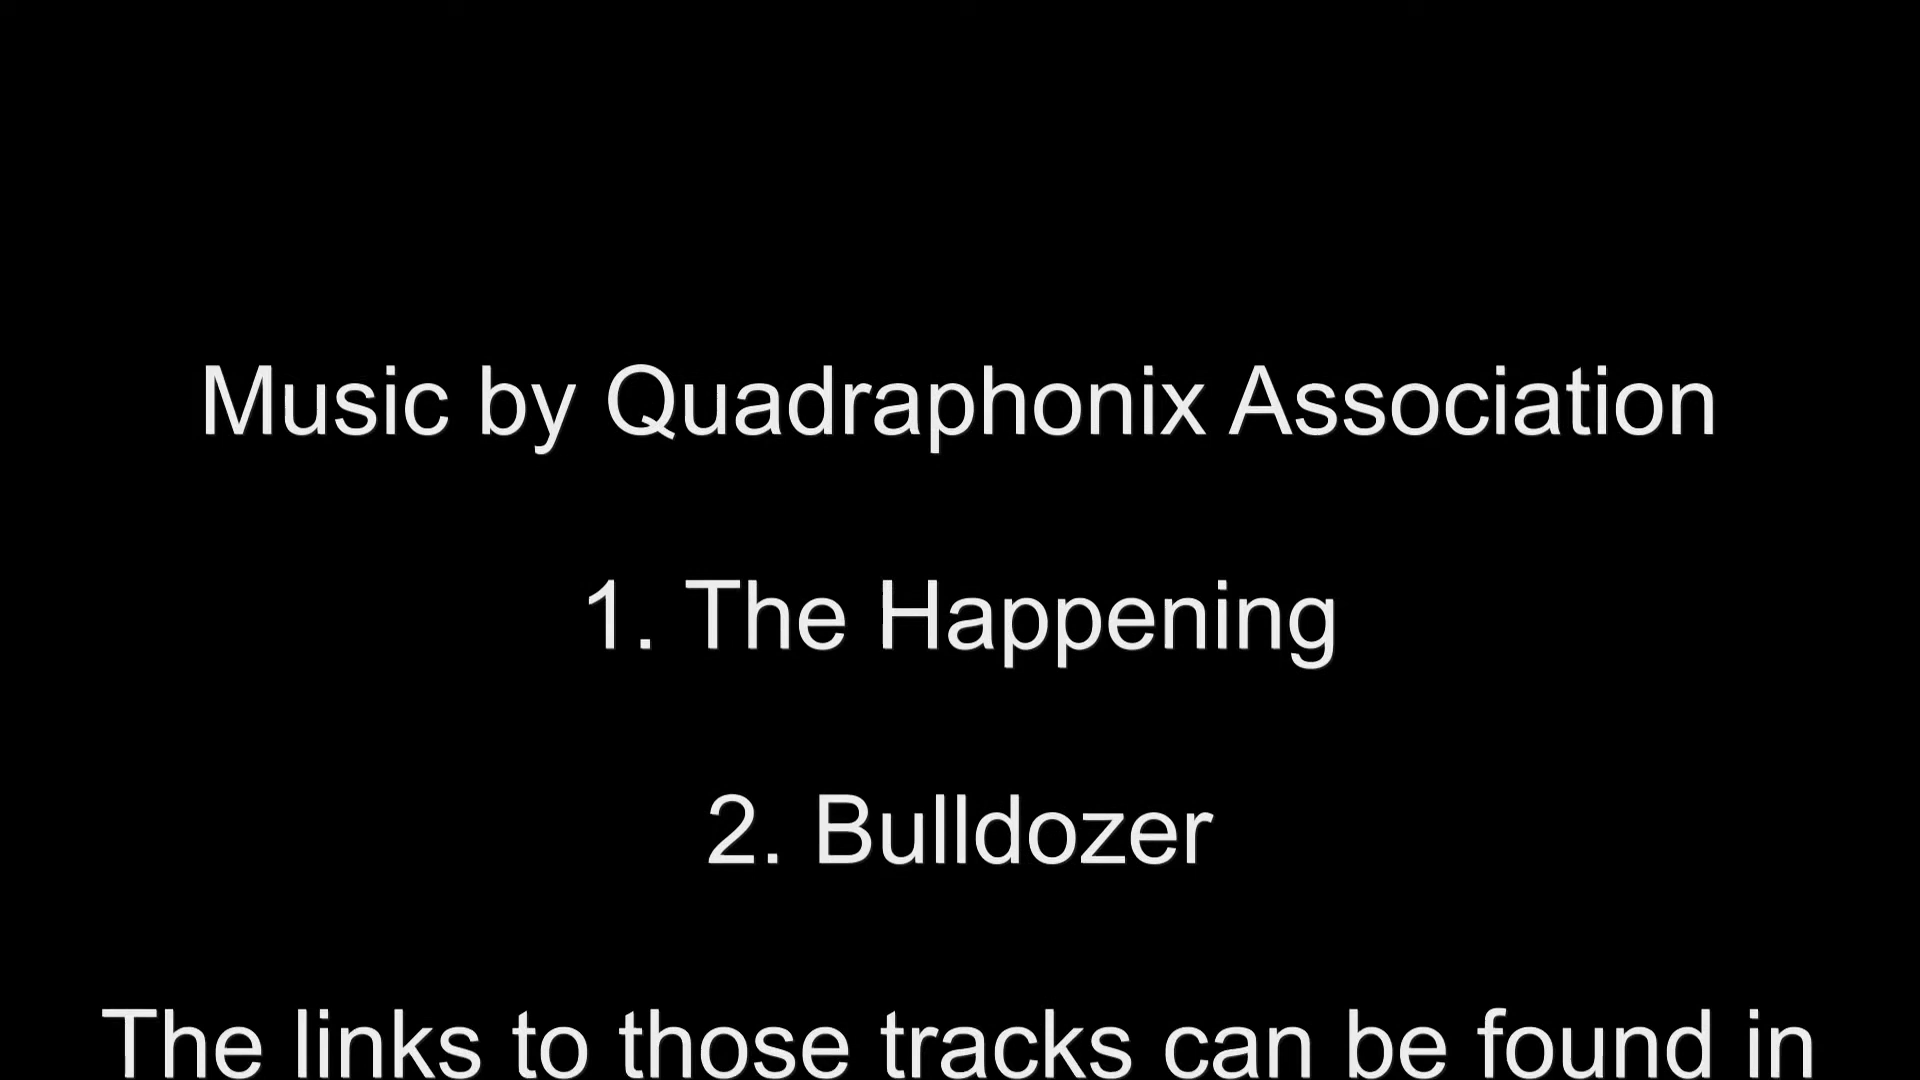 Music by Quadraphonix Association
1. The Happening
2. Bulldozer
The links to those tracks can be found in